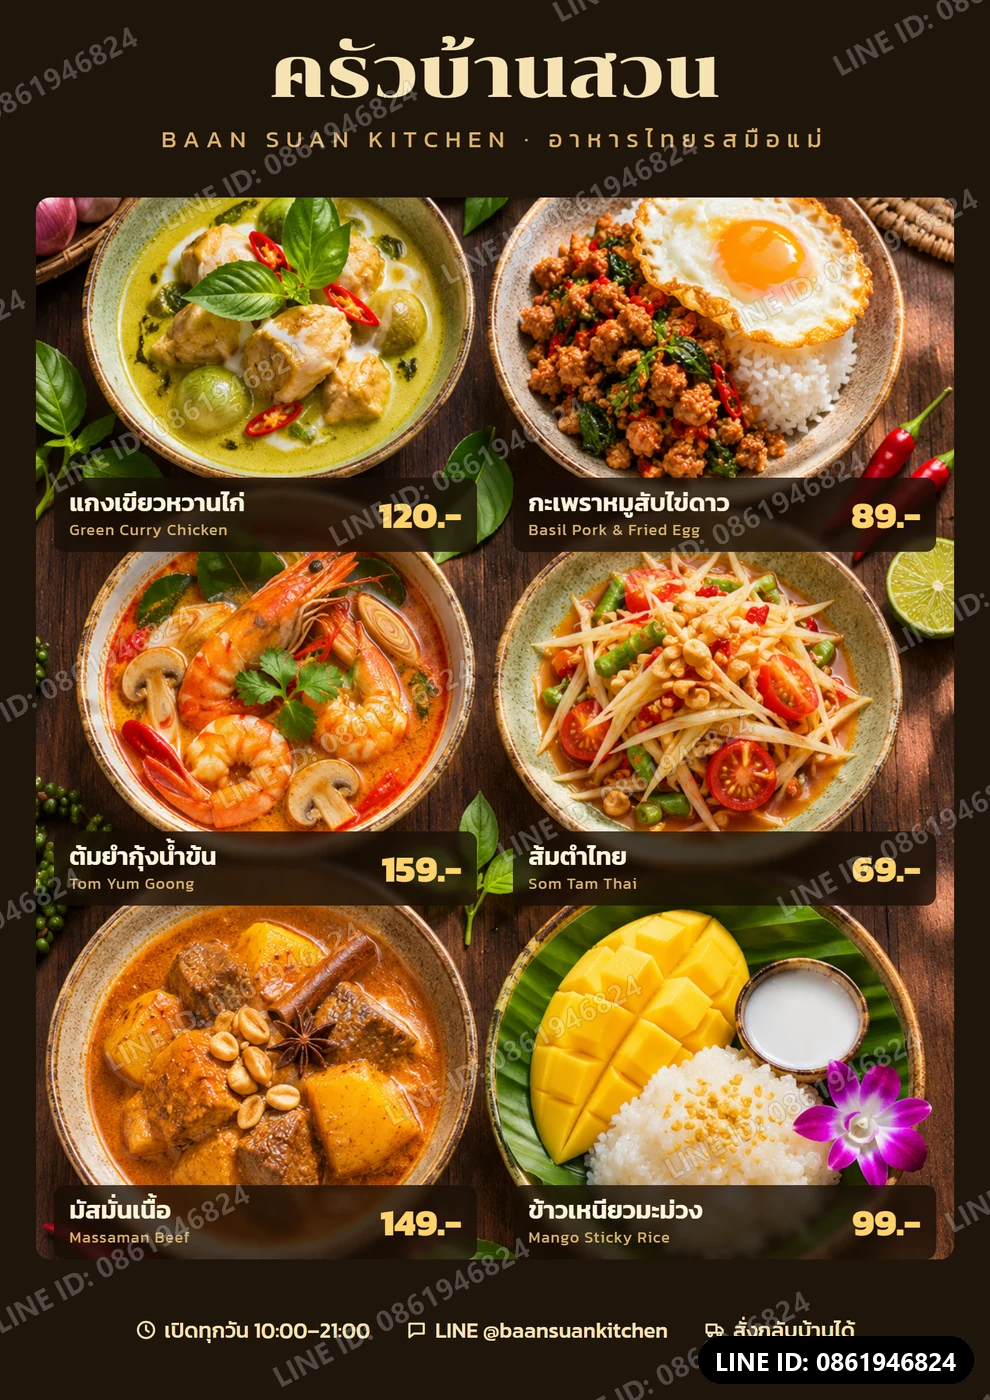 ครัวบ้านสวน
BAAN SUAN KITCHEN · อาหารไทยรสมือแม่
แกงเขียวหวานไก่
Green Curry Chicken
120.-
กะเพราหมูสับไข่ดาว
Basil Pork & Fried Egg
89.-
ต้มยำกุ้งน้ำข้น
Tom Yum Goong
159.-
ส้มตำไทย
Som Tam Thai
69.-
มัสมั่นเนื้อ
Massaman Beef
149.-
ข้าวเหนียวมะม่วง
Mango Sticky Rice
99.-
เปิดทุกวัน 10:00–21:00
LINE @baansuankitchen
สั่งกลับบ้านได้
LINE ID: 0861946824